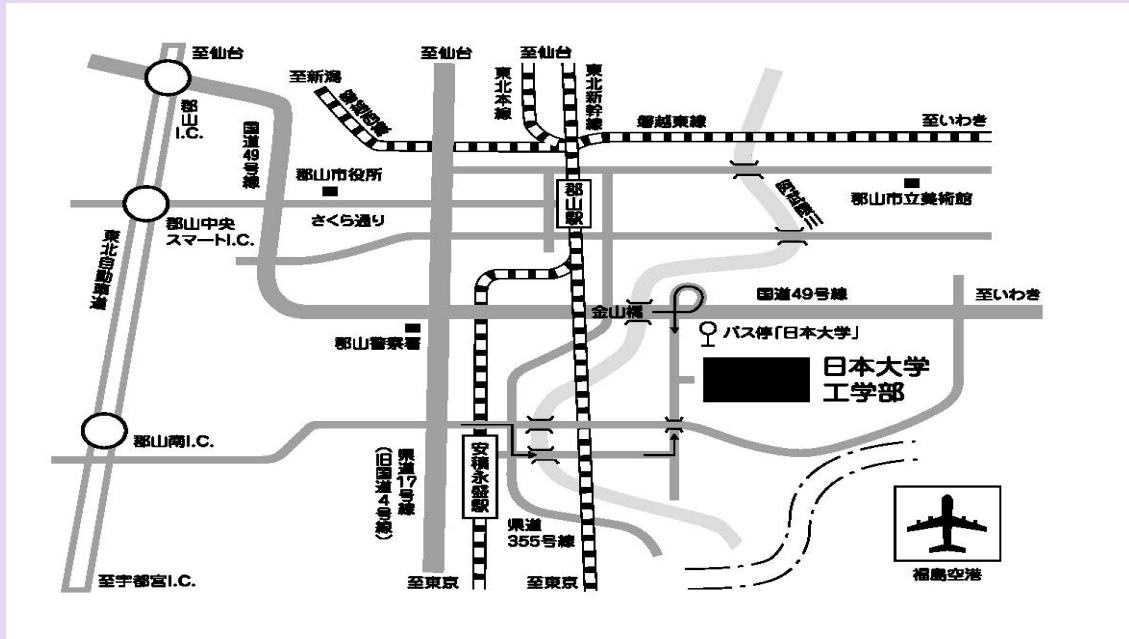 至仙台
至仙台
至仙台
至新潟
東北本線
東北新幹線
磐越西線
磐越東線
至いわき
郡山
I.C.
国道49号線
郡山市役所
郡山駅
阿武隈川
郡山市立美術館
さくら通り
郡山中央
スマートI.C.
東北自動車道
金山橋
国道49号線
至いわき
郡山警察署
バス停「日本大学」
日本大学
工学部
郡山南I.C.
安積永盛駅
県道17号線
(旧国道4号線)
県道
355号線
至宇都宮I.C.
至東京
至東京
福島空港